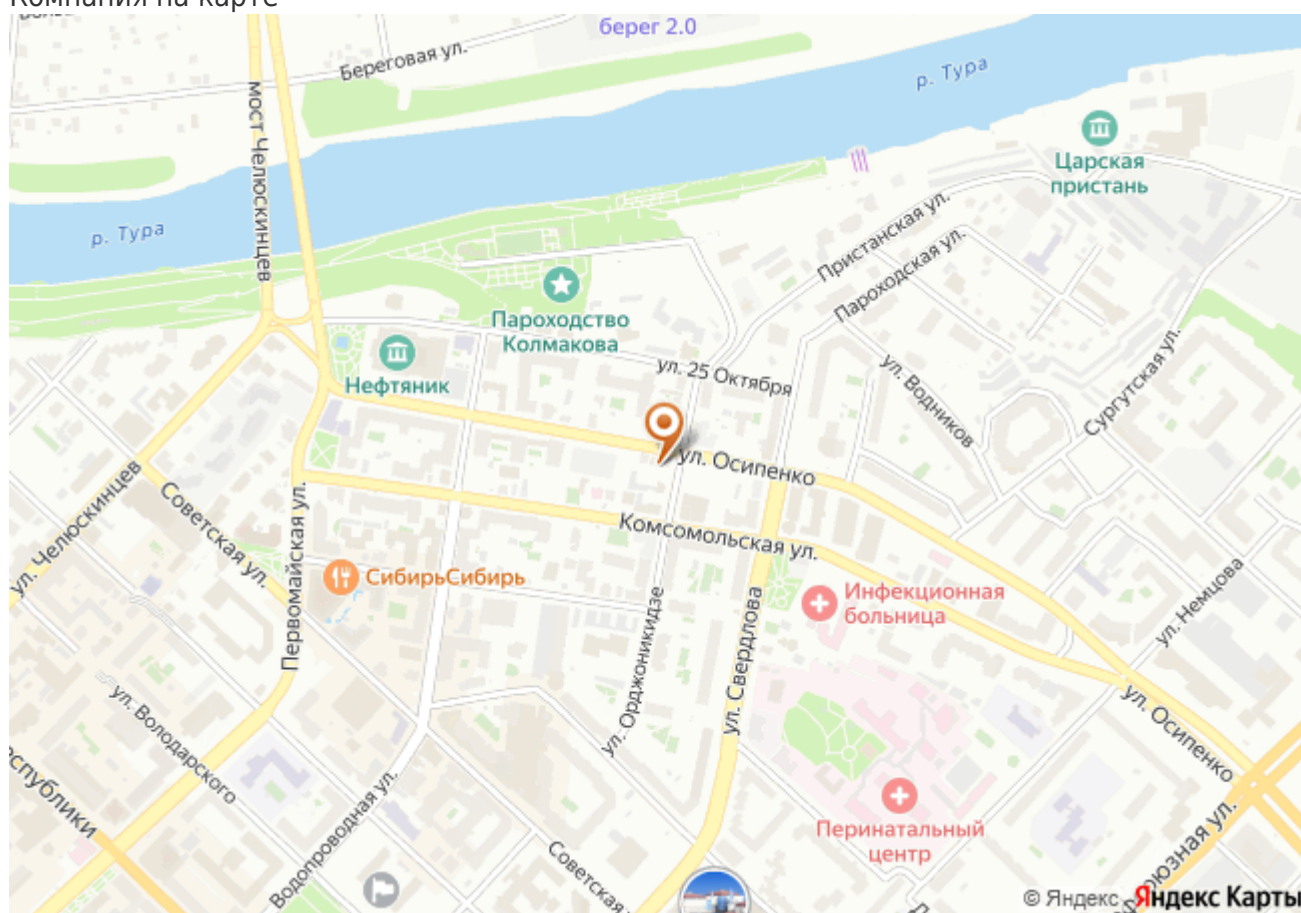 Компания на карте
берег 2.0
Береговая ул.
р. Тура
мост Челюскинцев
Царская
пристань
р. Тура
Пристанская ул.
Пароходская ул.
Пароходство
Колмакова
Нефтяник
ул. 25 Октября
ул. Водников
Сургутская ул.
ул. Осипенко
ул. Челюскинцев
Советская ул.
Первомайская ул.
Комсомольская ул.
СибирьСибирь
Инфекционная
больница
ул. Немцова
ул. Орджоникидзе
ул. Свердлова
ул. Володарского
ул. Осипенко
Водопроводная ул.
Перинатальный
центр
Советская
© Яндекс Яндекс Карты